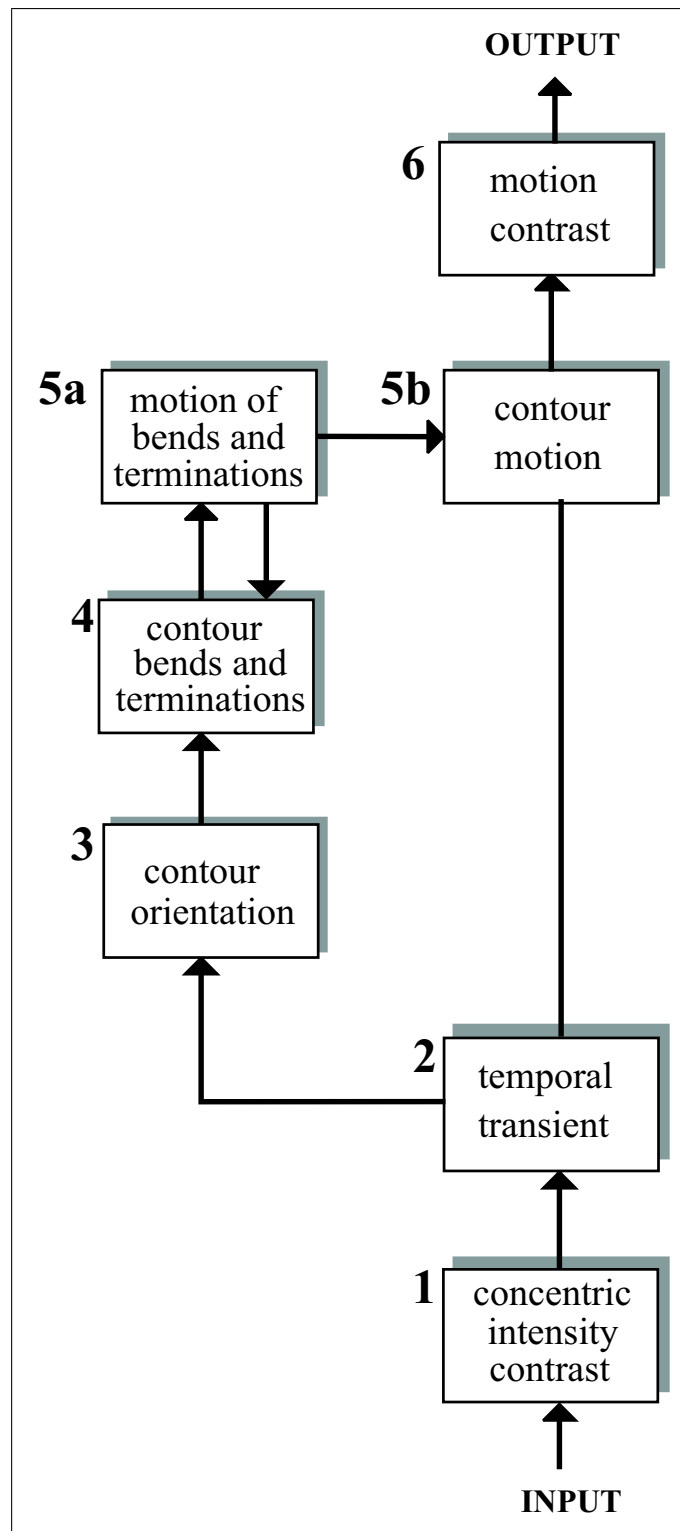 OUTPUT
6
motion
contrast
5a
motion of
bends and
terminations
5b
contour
motion
4
contour
bends and
terminations
3
contour
orientation
2
temporal
transient
1
concentric
intensity
contrast
INPUT